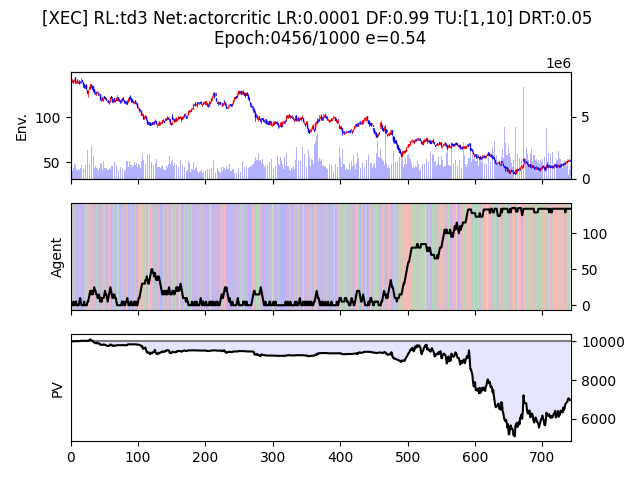 [XEC] RL:td3 Net:actorcritic LR:0.0001 DF:0.99 TU:[1,10] DRT:0.05
Epoch:0456/1000 e=0.54
1e6
Env.
100
50
5
0
Agent
100
50
0
PV
10000
8000
6000
0 100 200 300 400 500 600 700